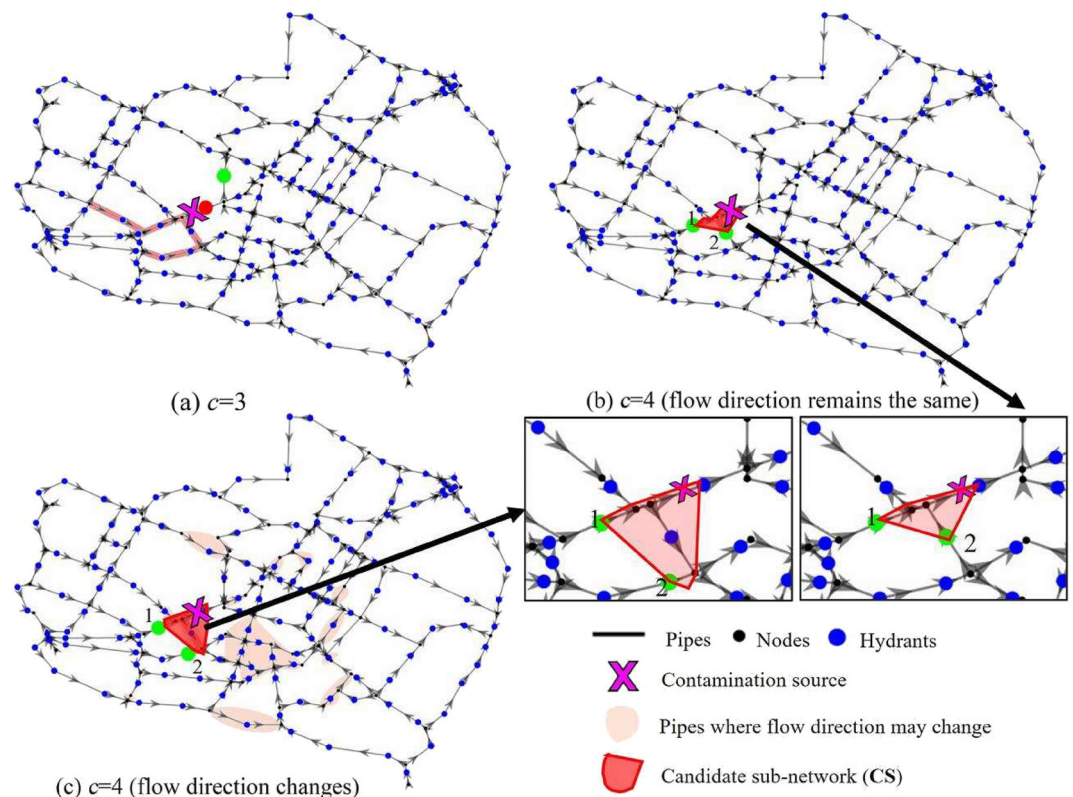 (a) c=3
1
2
(b) c=4 (flow direction remains the same)
1
2
(c) c=4 (flow direction changes)
1
2
1
2
Pipes
Nodes
Hydrants
Contamination source
Pipes where flow direction may change
Candidate sub-network (CS)